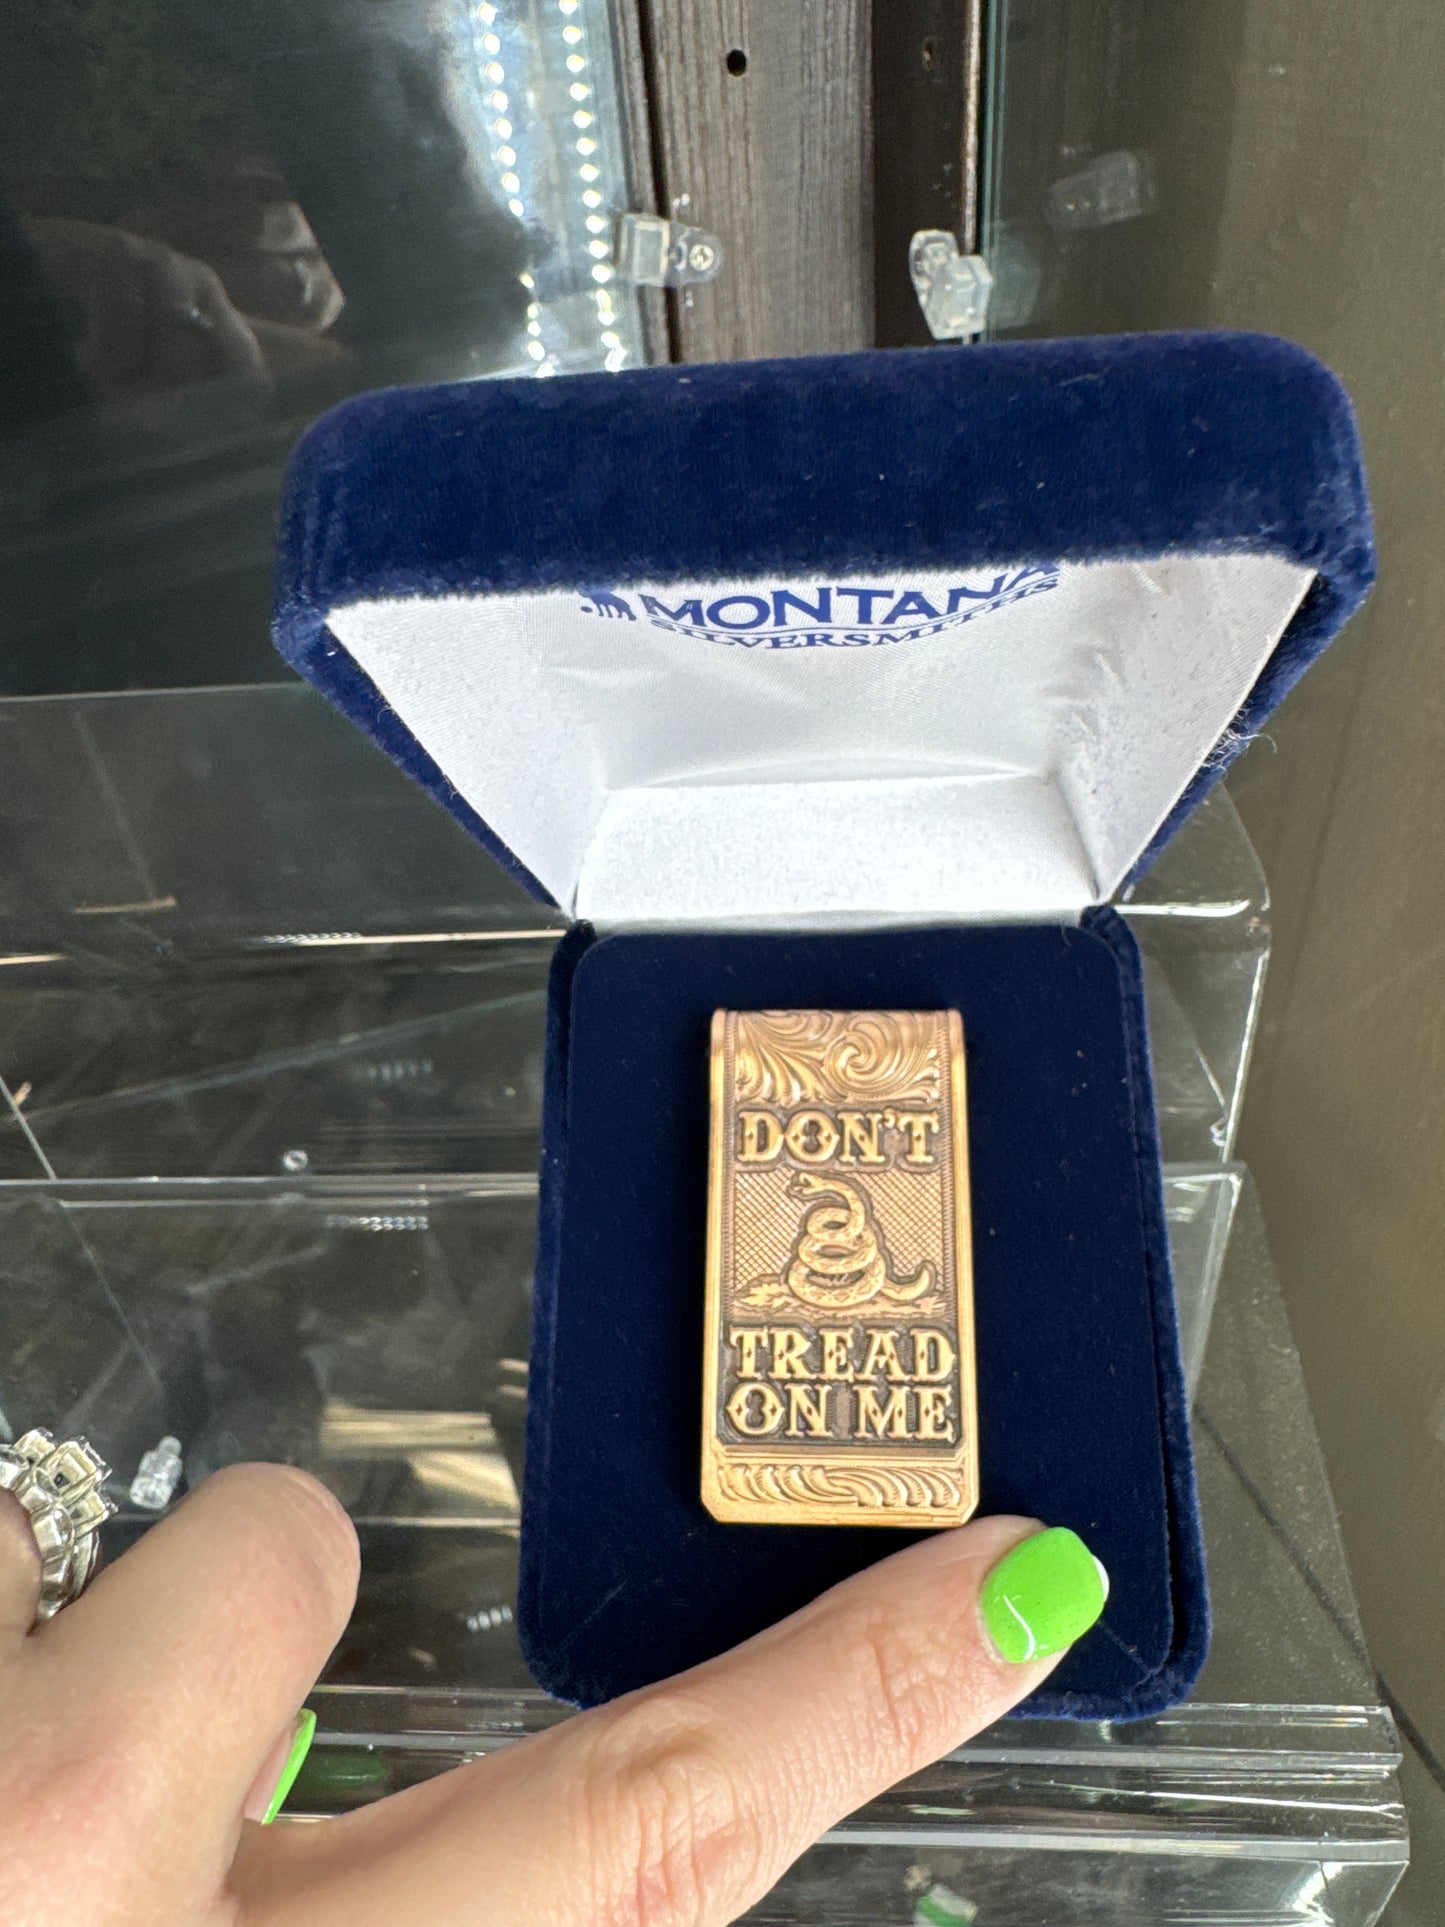 MONTANA
SILVERSMITHS
DON'T
TREAD
ON ME